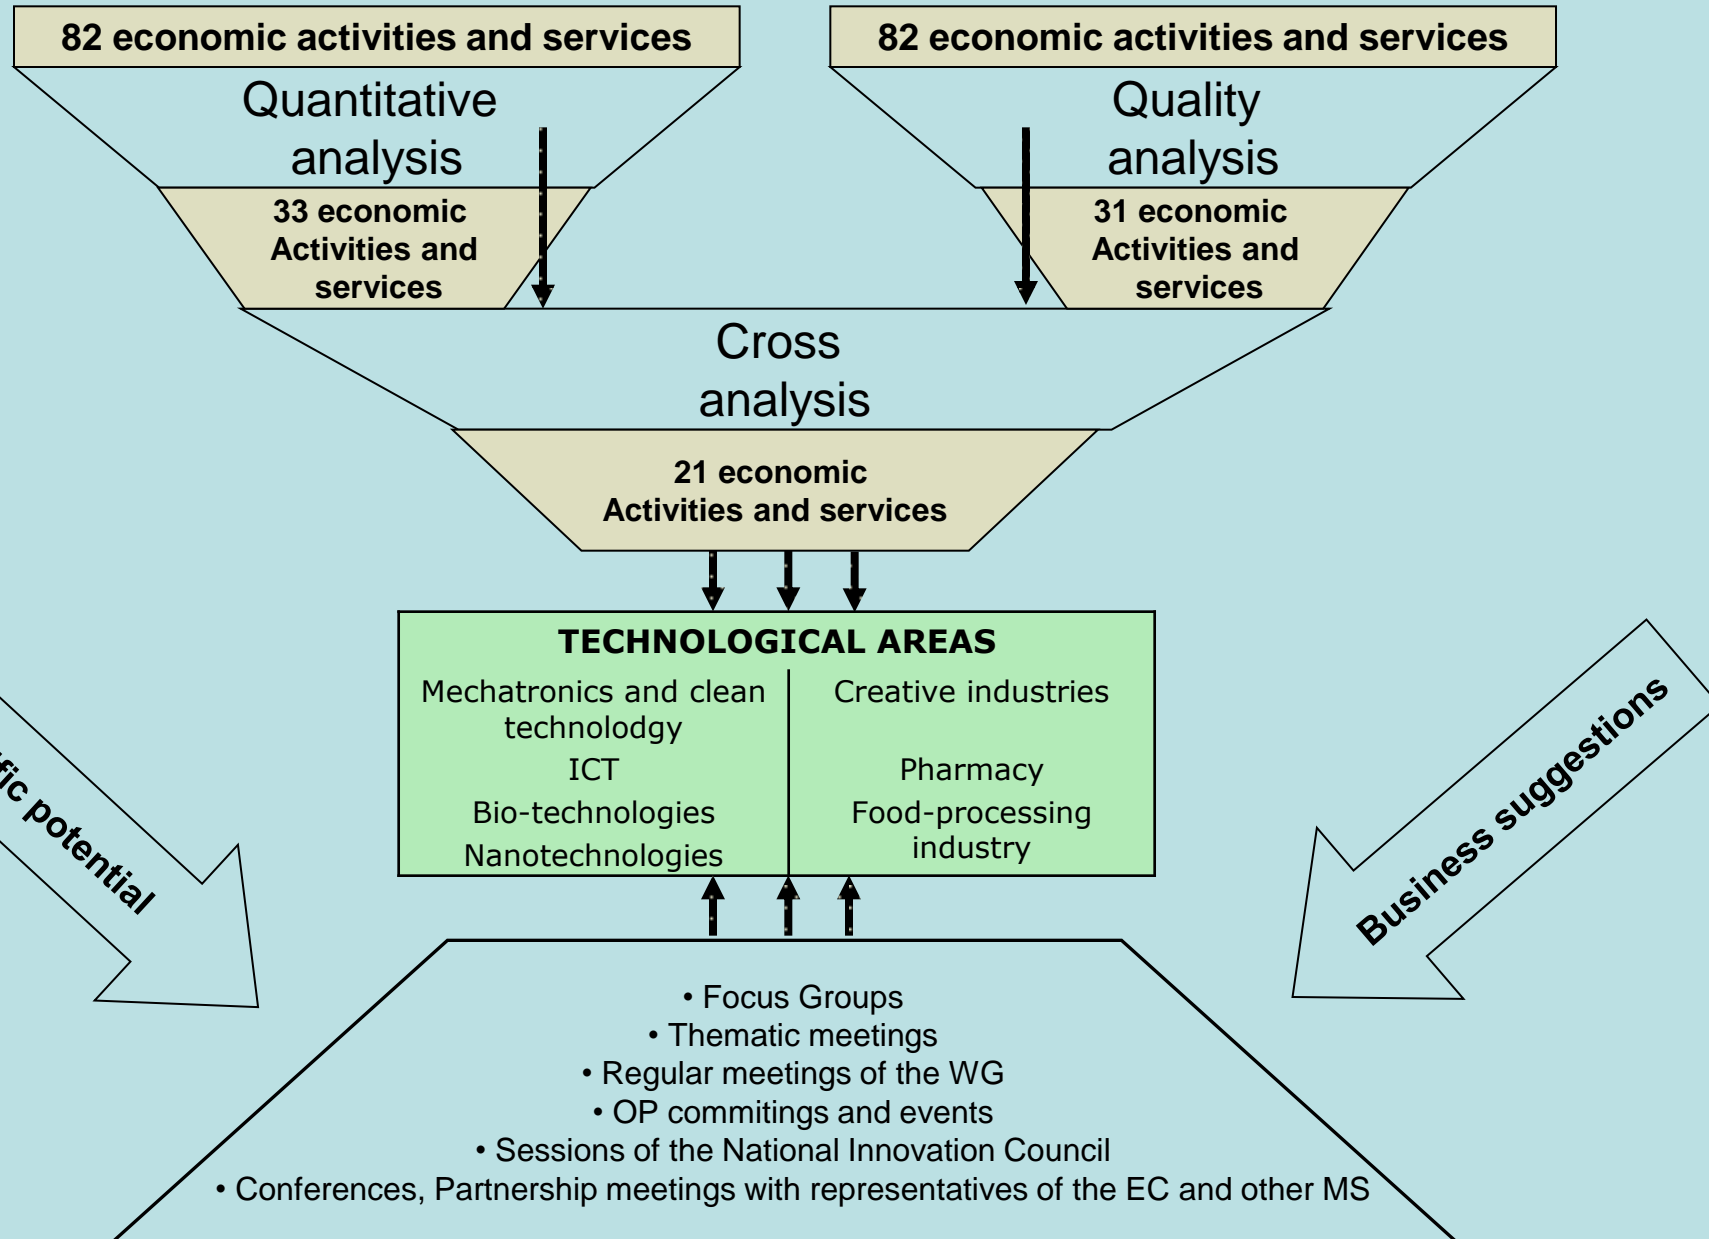 82 economic activities and services
Quantitative
analysis
33 economic
Activities and
services
82 economic activities and services
Quality
analysis
31 economic
Activities and
services
Cross
analysis
21 economic
Activities and services
TECHNOLOGICAL AREAS
Mechatronics and clean
technolodgy
ICT
Bio-technologies
Nanotechnologies
Creative industries
Pharmacy
Food-processing
industry
potential
Business suggestions
• Focus Groups
• Thematic meetings
• Regular meetings of the WG
• OP commitings and events
• Sessions of the National Innovation Council
• Conferences, Partnership meetings with representatives of the EC and other MS